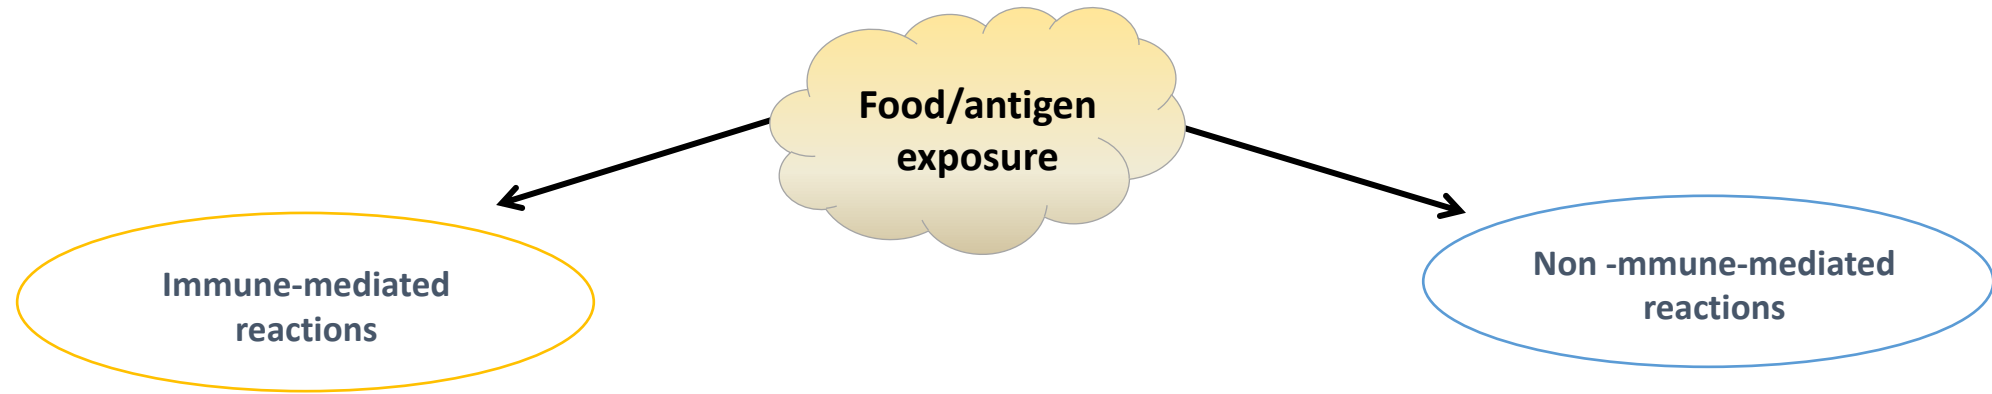 Food/antigen
exposure
Immune-mediated
reactions
Non -mmune-mediated
reactions